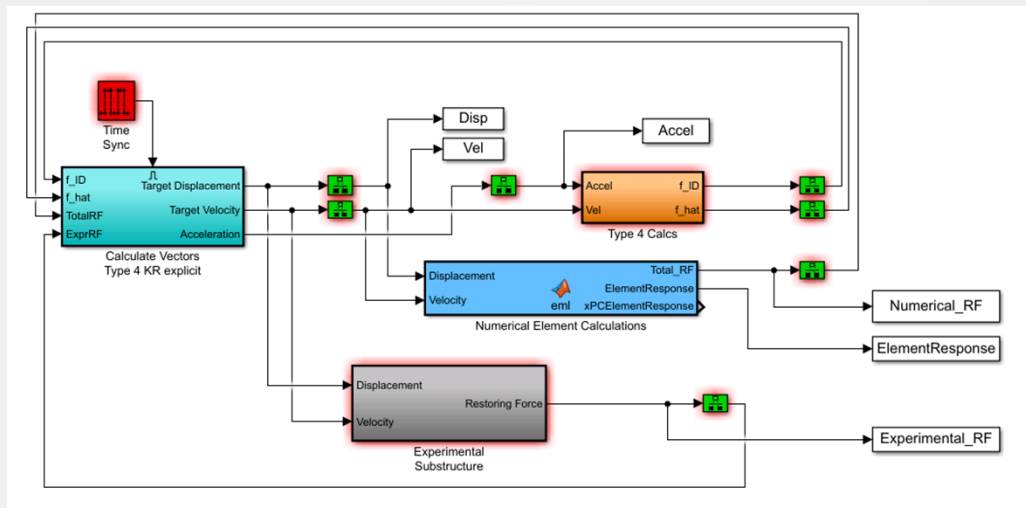 Time
Sync
Disp
Vel
Accel
f_ID
f_hat
TotalRF
ExprRF
Target Displacement
Target Velocity
Acceleration
Calculate Vectors
Type 4 KR explicit
Accel
Vel
f_ID
f_hat
Type 4 Calcs
Displacement
Velocity
eml
Total_RF
ElementResponse
xPCElementResponse
Numerical Element Calculations
Numerical_RF
ElementResponse
Displacement
Velocity
Restoring Force
Experimental
Substructure
Experimental_RF